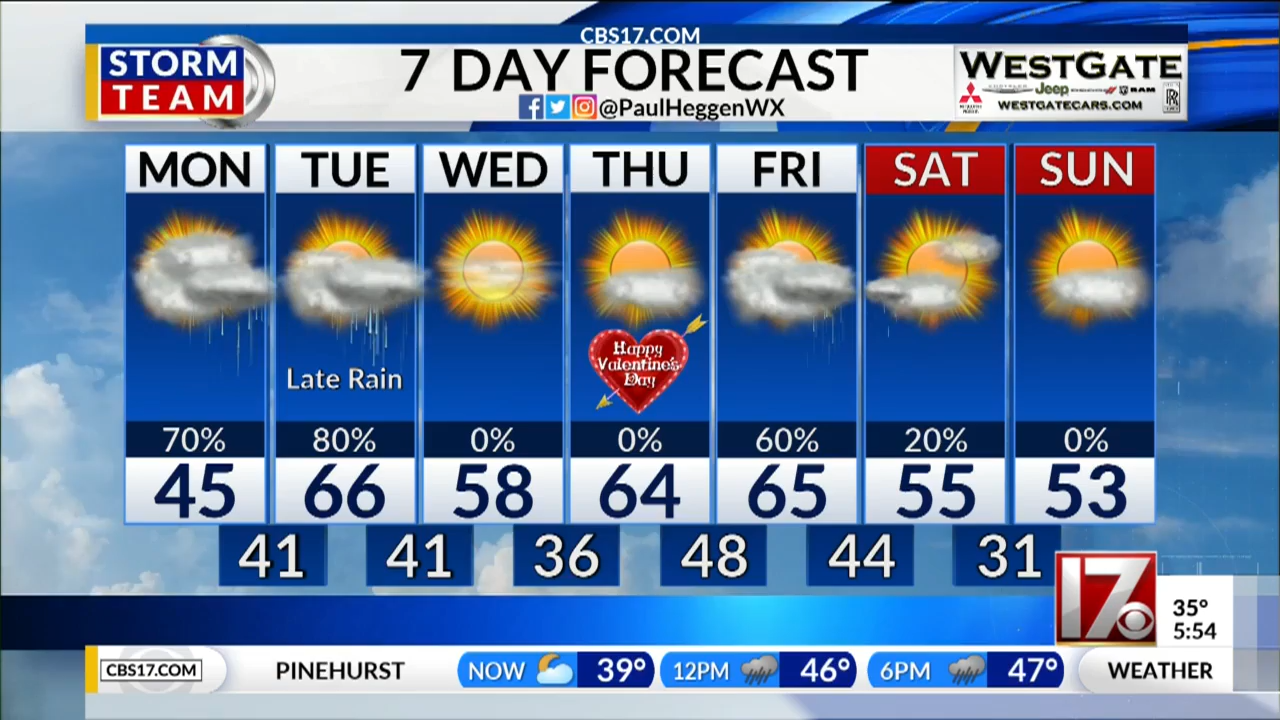 CBS17.COM
STORM
TEAM
7 DAY FORECAST
@PaulHeggenWX
WESTGATE
Jeep
RAM
WESTGATECARS.COM
MON TUE WED THU FRI SAT SUN
Happy
Valentine's
Day
Late Rain
70% 80% 0% 0% 60% 20% 0%
45 66 58 64 65 55 53
41 41 36 48 44 31
17
35°
5:54
CBS17.COM PINEHURST NOW 39° 12PM 46° 6PM 47° WEATHER